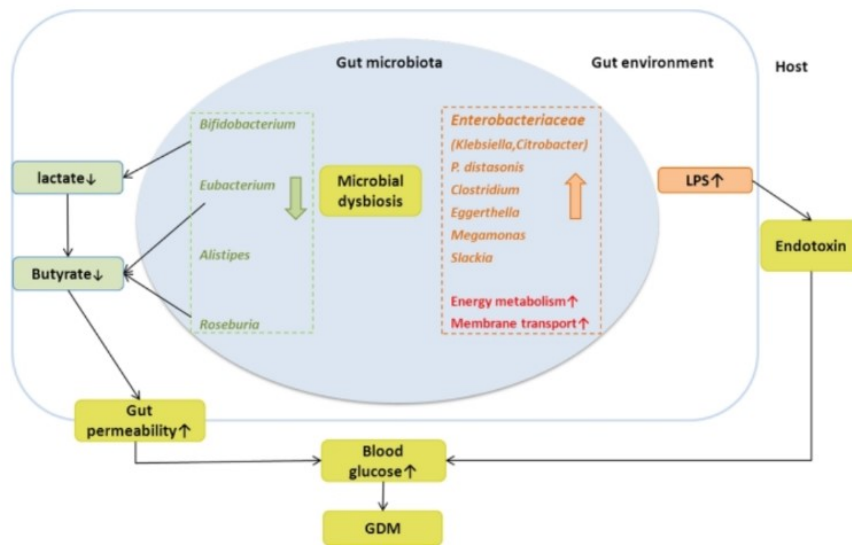 Gut microbiota
Gut environment
Host
Bifidobacterium
Eubacterium
Alistipes
Roseburia
Microbial
dysbiosis
Enterobacteriaceae
(Klebsiella,Citrobacter)
P. distasonis
Clostridium
Eggerthella
Megamonas
Slackia
Energy metabolism↑
Membrane transport↑
lactate↓
Butyrate↓
LPS↑
Endotoxin
Gut
permeability↑
Blood
glucose↑
GDM